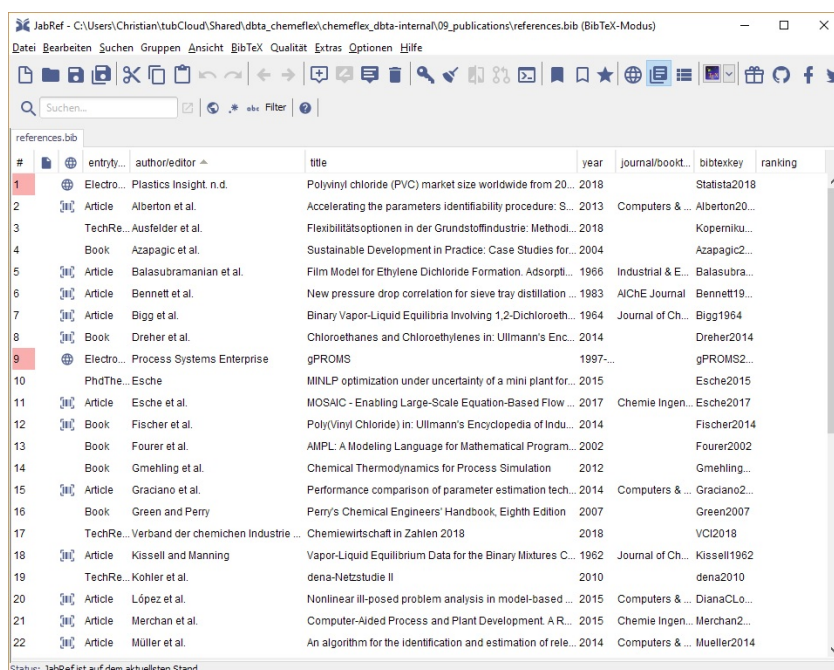 JabRef - C:\Users\Christian\tubCloud\Shared\dbta_chemeflex\chemeflex_dbta-internal\09_publications\references.bib (BibTeX-Modus)
Datei Bearbeiten Suchen Gruppen Ansicht BibTeX Qualität Extras Optionen Hilfe
Suchen... .* abc Filter
references.bib
# entryty... author/editor title year journal/bookt... bibtexkey ranking
1 Electro... Plastics Insight. n.d. Polyvinyl chloride (PVC) market size worldwide from 20... 2018 Statista2018
2 Article Alberton et al. Accelerating the parameters identifiability procedure: S... 2013 Computers & ... Alberton20...
3 TechRe... Ausfelder et al. Flexibilitätsoptionen in der Grundstoffindustrie: Methodi... 2018 Koperniku...
4 Book Azapagic et al. Sustainable Development in Practice: Case Studies for... 2004 Azapagic2...
5 Article Balasubramanian et al. Film Model for Ethylene Dichloride Formation. Adsorpti... 1966 Industrial & E... Balasubra...
6 Article Bennett et al. New pressure drop correlation for sieve tray distillation ... 1983 AIChE Journal Bennett19...
7 Article Bigg et al. Binary Vapor-Liquid Equilibria Involving 1,2-Dichloroeth... 1964 Journal of Ch... Bigg1964
8 Book Dreher et al. Chloroethanes and Chloroethylenes in: Ullmann's Enc... 2014 Dreher2014
9 Electro... Process Systems Enterprise gPROMS 1997-... gPROMS2...
10 PhdThe... Esche MINLP optimization under uncertainty of a mini plant for... 2015 Esche2015
11 Article Esche et al. MOSAIC - Enabling Large-Scale Equation-Based Flow ... 2017 Chemie Ingen... Esche2017
12 Book Fischer et al. Poly(Vinyl Chloride) in: Ullmann's Encyclopedia of Indu... 2014 Fischer2014
13 Book Fourer et al. AMPL: A Modeling Language for Mathematical Program... 2002 Fourer2002
14 Book Gmehling et al. Chemical Thermodynamics for Process Simulation 2012 Gmehling...
15 Article Graciano et al. Performance comparison of parameter estimation tech... 2014 Computers & ... Graciano2...
16 Book Green and Perry Perry's Chemical Engineers' Handbook, Eighth Edition 2007 Green2007
17 TechRe... Verband der chemichen Industrie ... Chemiewirtschaft in Zahlen 2018 2018 VCI2018
18 Article Kissell and Manning Vapor-Liquid Equilibrium Data for the Binary Mixtures C... 1962 Journal of Ch... Kissell1962
19 TechRe... Kohler et al. dena-Netzstudie II 2010 dena2010
20 Article López et al. Nonlinear ill-posed problem analysis in model-based ... 2015 Computers & ... DianaCLo...
21 Article Merchan et al. Computer-Aided Process and Plant Development. A R... 2015 Chemie Ingen... Merchan2...
22 Article Müller et al. An algorithm for the identification and estimation of rele... 2014 Computers & ... Mueller2014
Status: JabRef ist auf dem aktuellsten Stand